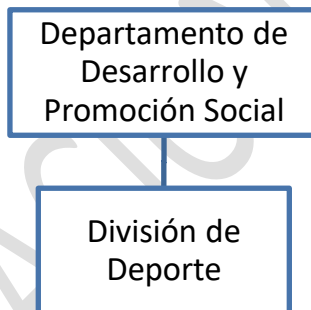 Departamento de
Desarrollo y
Promoción Social
División de
Deporte